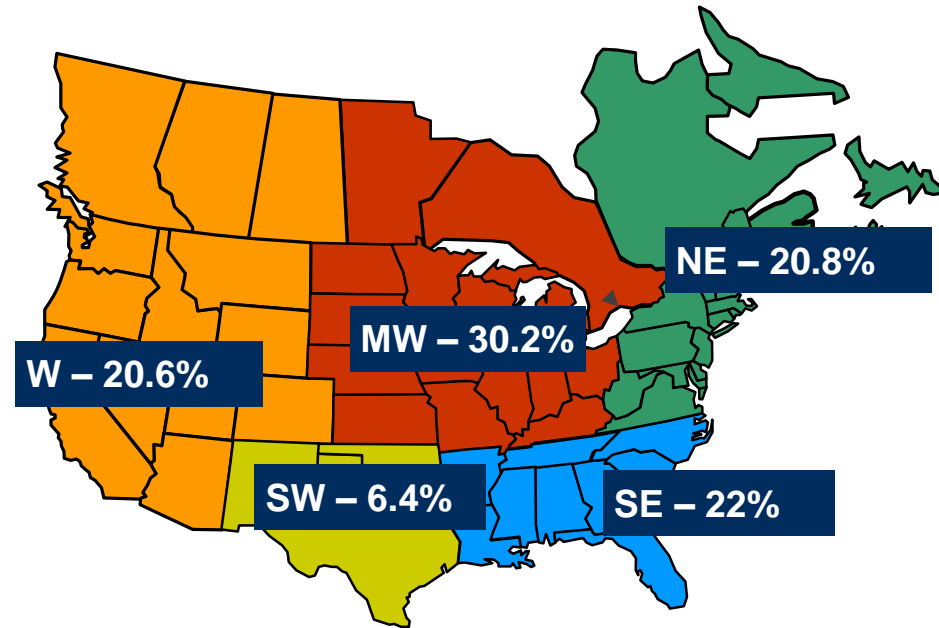 NE – 20.8%
MW – 30.2%
W – 20.6%
SW – 6.4%
SE – 22%